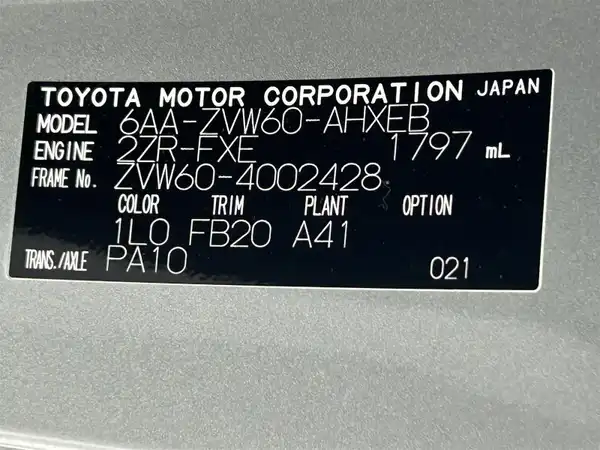 TOYOTA MOTOR CORPORATION JAPAN
MODEL 6AA-ZVW60-AHXEB
ENGINE 2ZR-FXE 1797 mL
FRAME No. ZVW60-4002428
COLOR TRIM PLANT OPTION
1L0 FB20 A41
TRANS./AXLE PA10 021